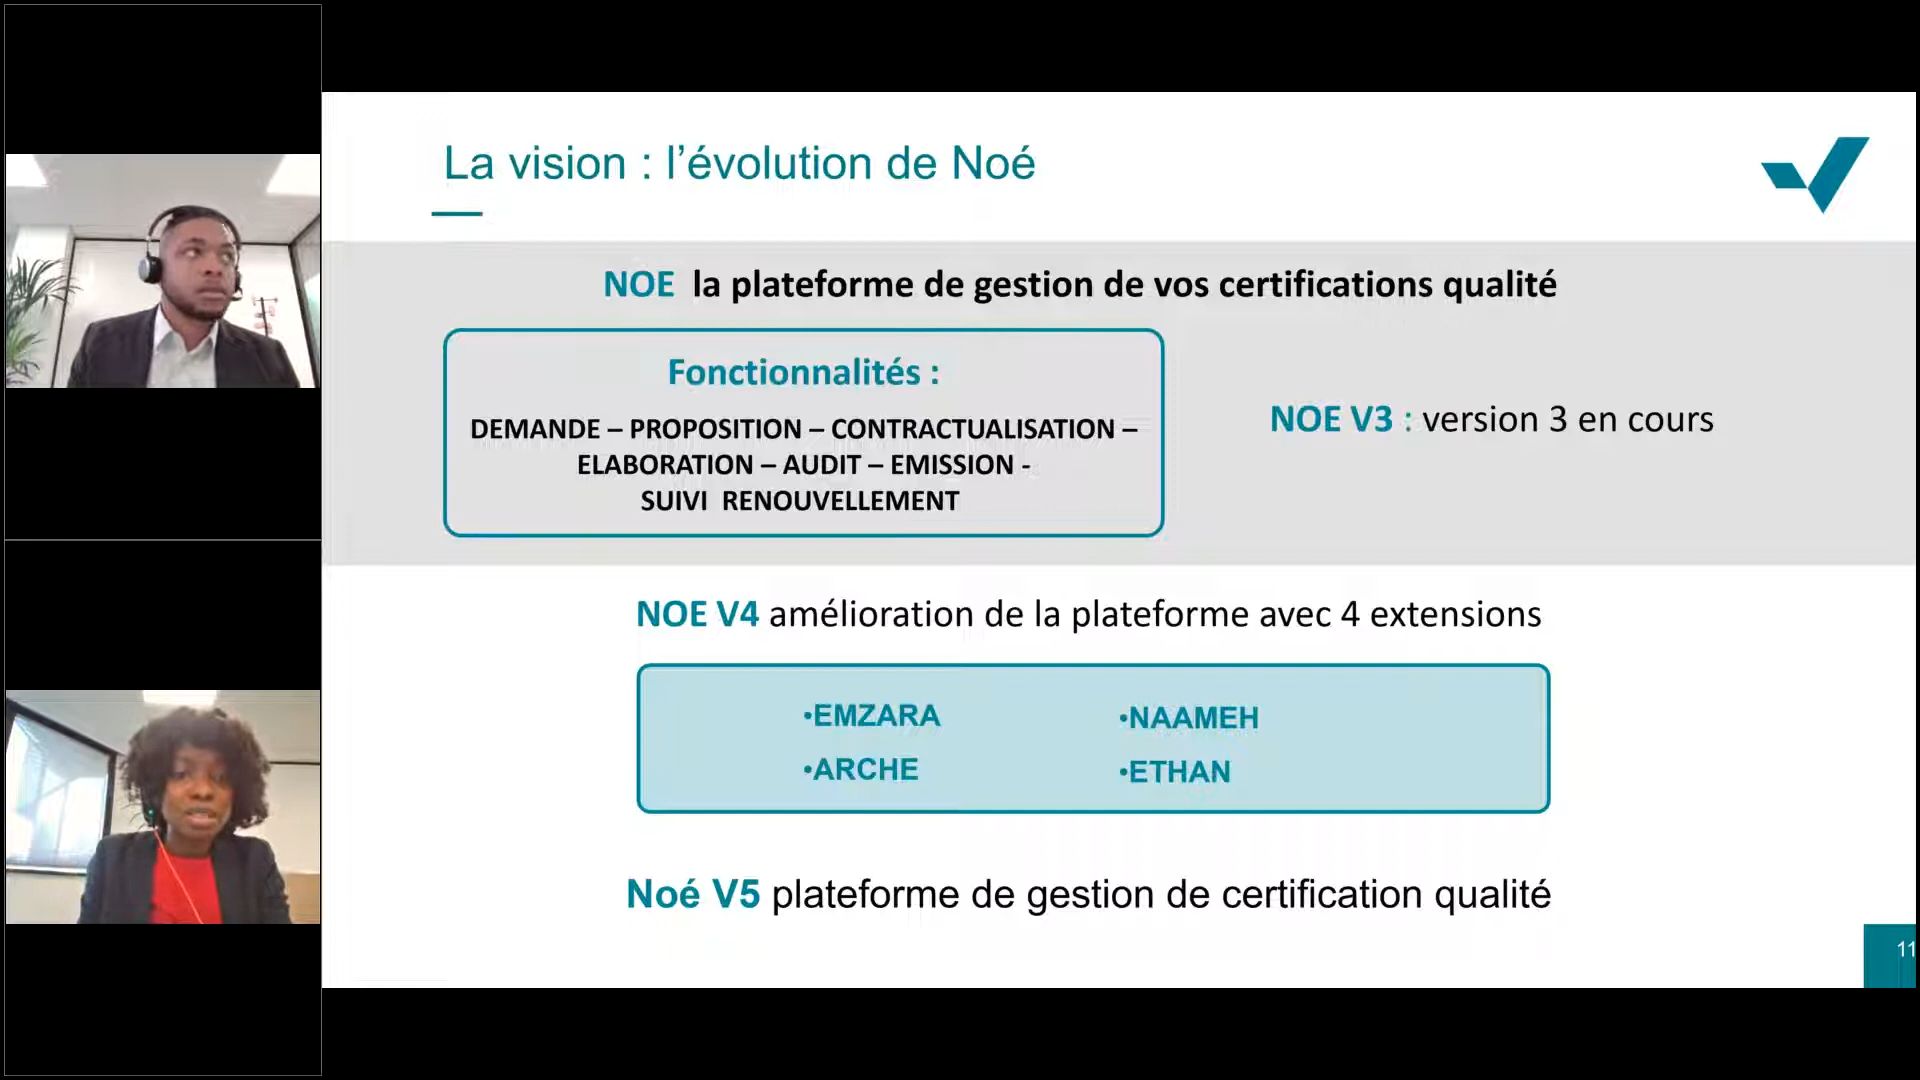 La vision : l’évolution de Noé
NOE la plateforme de gestion de vos certifications qualité
Fonctionnalités :
DEMANDE – PROPOSITION – CONTRACTUALISATION –
ELABORATION – AUDIT – EMISSION -
SUIVI RENOUVELLEMENT
NOE V3 : version 3 en cours
NOE V4 amélioration de la plateforme avec 4 extensions
•EMZARA
•ARCHE
•NAAMEH
•ETHAN
Noé V5 plateforme de gestion de certification qualité
11